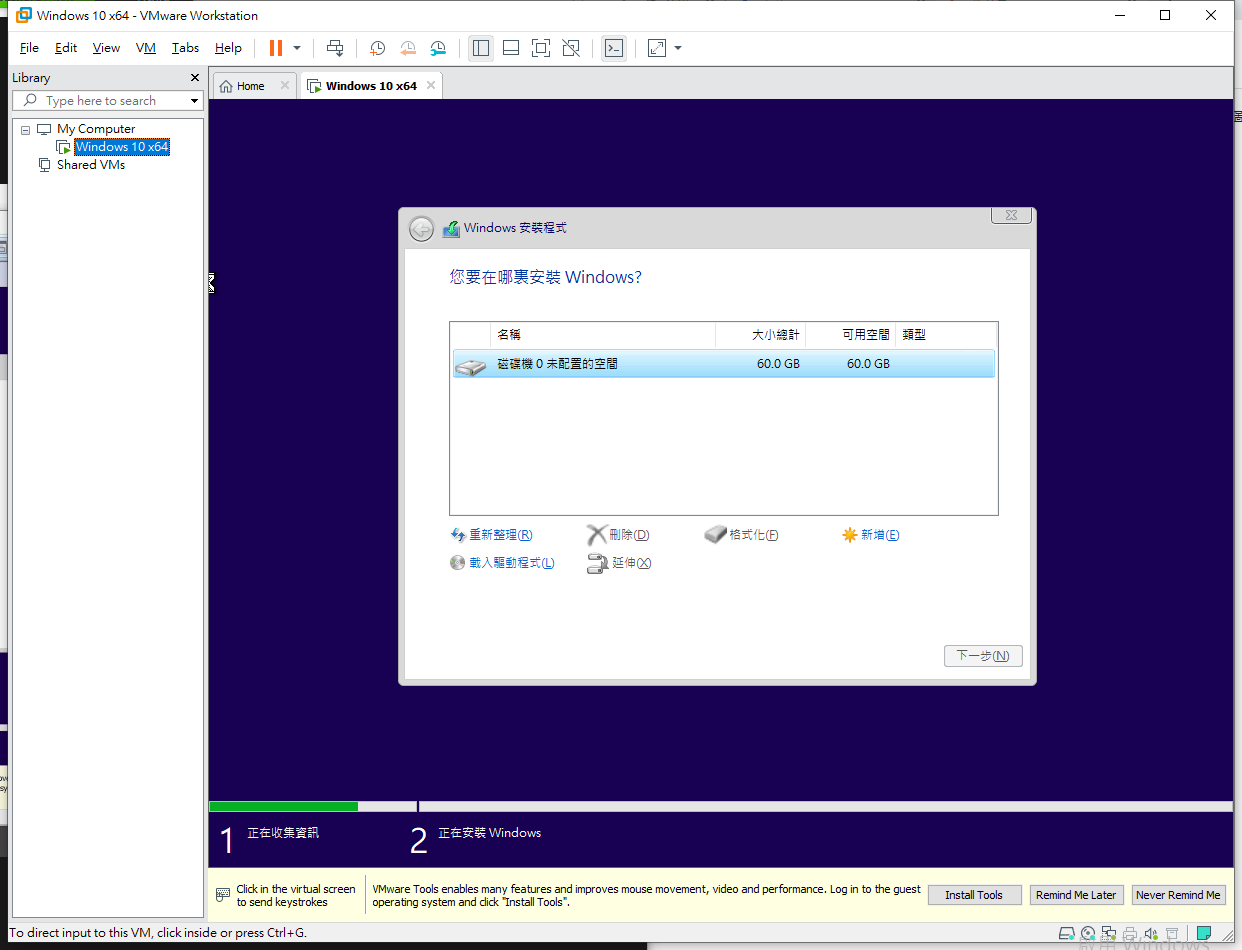 Windows 10 x64 - VMware Workstation
File Edit View VM Tabs Help
Library
Type here to search
My Computer
Windows 10 x64
Shared VMs
Home
Windows 10 x64
Windows 安裝程式
您要在哪裏安裝 Windows?
名稱 大小總計 可用空間 類型
磁碟機 0 未配置的空間 60.0 GB 60.0 GB
重新整理(R) 刪除(D) 格式化(F) 新增(E)
載入驅動程式(L) 延伸(X)
下一步(N)
1 正在收集資訊 2 正在安裝 Windows
Click in the virtual screen
to send keystrokes
VMware Tools enables many features and improves mouse movement, video and performance. Log in to the guest
operating system and click "Install Tools".
Install Tools Remind Me Later Never Remind Me
To direct input to this VM, click inside or press Ctrl+G.
啟用 Windows